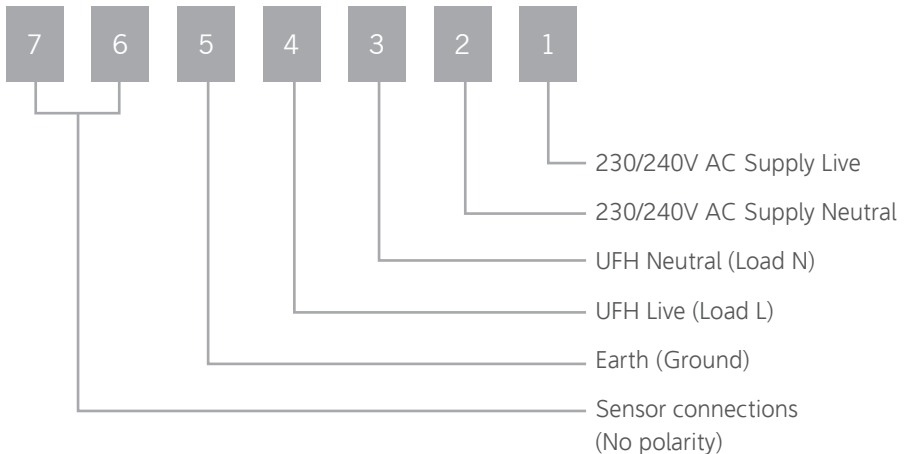 7 6 5 4 3 2 1
230/240V AC Supply Live
230/240V AC Supply Neutral
UFH Neutral (Load N)
UFH Live (Load L)
Earth (Ground)
Sensor connections
(No polarity)